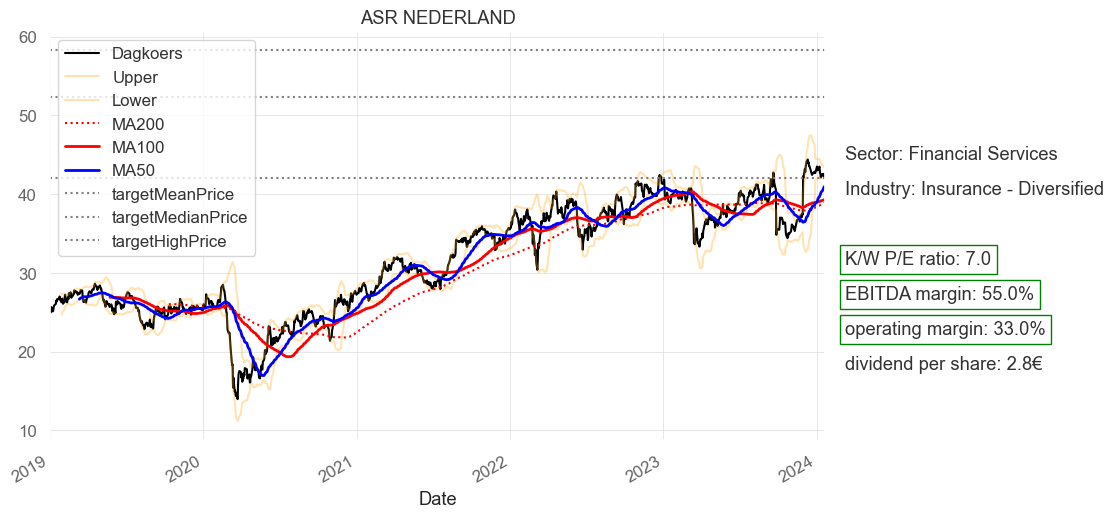 ASR NEDERLAND
60
50
40
30
20
10
Dagkoers
Upper
Lower
MA200
MA100
MA50
targetMeanPrice
targetMedianPrice
targetHighPrice
2019
2020
2021
2022
2023
2024
Date
Sector: Financial Services
Industry: Insurance - Diversified
K/W P/E ratio: 7.0
EBITDA margin: 55.0%
operating margin: 33.0%
dividend per share: 2.8€